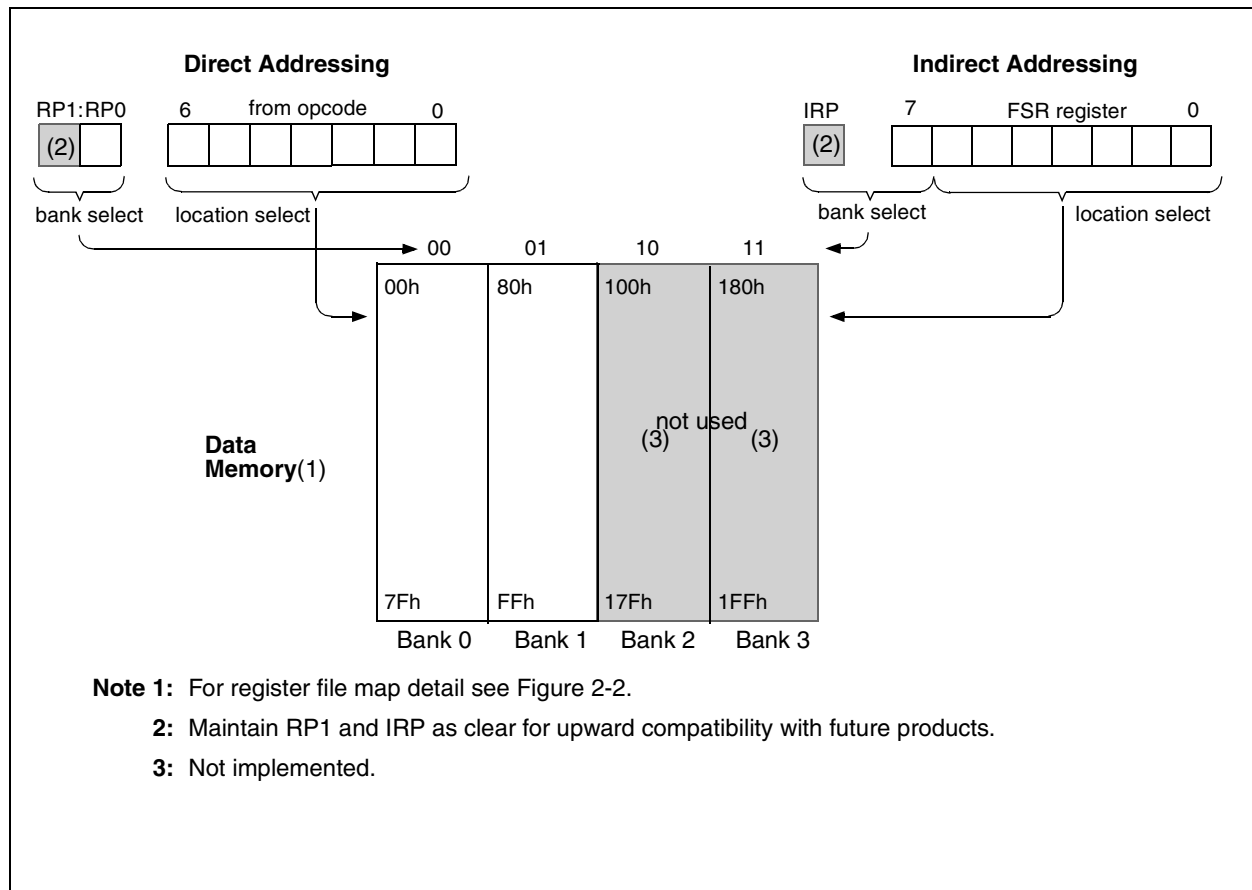 Direct Addressing
Indirect Addressing
RP1:RP0 6 from opcode 0
IRP 7 FSR register 0
(2)
(2)
bank select location select
bank select location select
00 01 10 11
00h 80h 100h 180h
not used
(3) (3)
Data
Memory(1)
7Fh FFh 17Fh 1FFh
Bank 0 Bank 1 Bank 2 Bank 3
Note 1: For register file map detail see Figure 2-2.
2: Maintain RP1 and IRP as clear for upward compatibility with future products.
3: Not implemented.